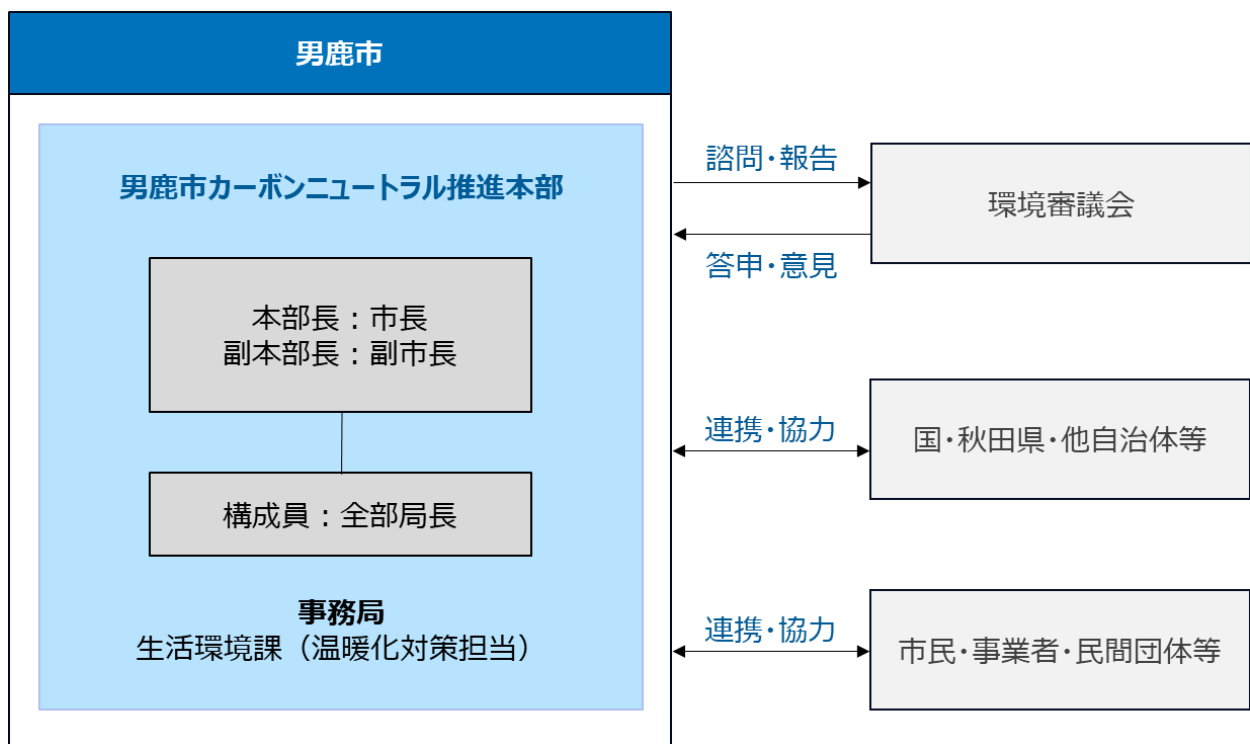 男鹿市
男鹿市カーボンニュートラル推進本部
本部長：市長
副本部長：副市長
構成員：全部局長
事務局
生活環境課（温暖化対策担当）
諮問・報告
答申・意見
環境審議会
連携・協力
国・秋田県・他自治体等
連携・協力
市民・事業者・民間団体等